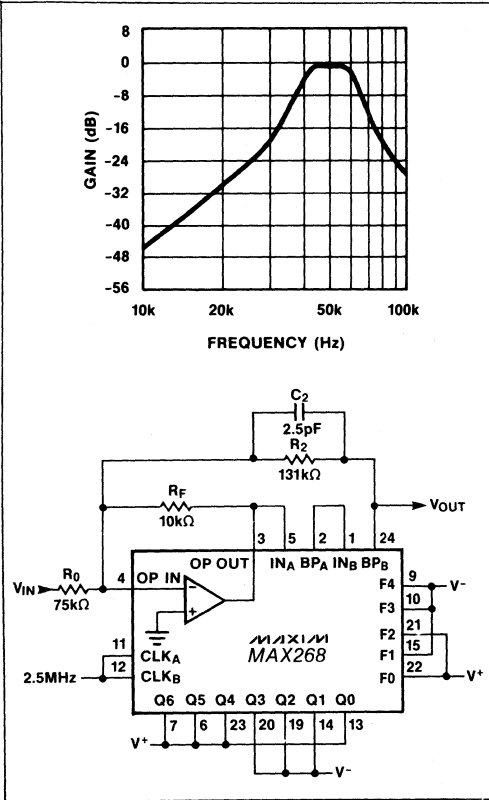 8
0
-8
-16
-24
-32
-40
-48
-56
GAIN (dB)
10k 20k 50k 100k
FREQUENCY (Hz)
C2
2.5pF
R2
131kΩ
RF
10kΩ
VOUT
3 5 2 1 24
OP OUT INA BPA INB BPB
VIN R0 4 OP IN
75kΩ
F4 9 V-
F3 10
F2 21
F1 15
F0 22 V+
MAXIM
MAX268
11 CLKA
12 CLKB
2.5MHz
Q6 Q5 Q4 Q3 Q2 Q1 Q0
7 6 23 20 19 14 13
V+
V-